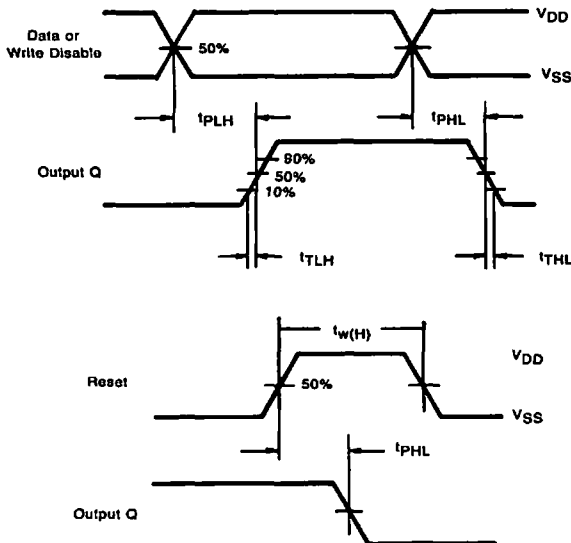 Data or
Write Disable
50%
VDD
VSS
tPLH
tPHL
Output Q
90%
50%
10%
tTLH
tTHL
tw(H)
Reset
50%
VDD
VSS
tPHL
Output Q